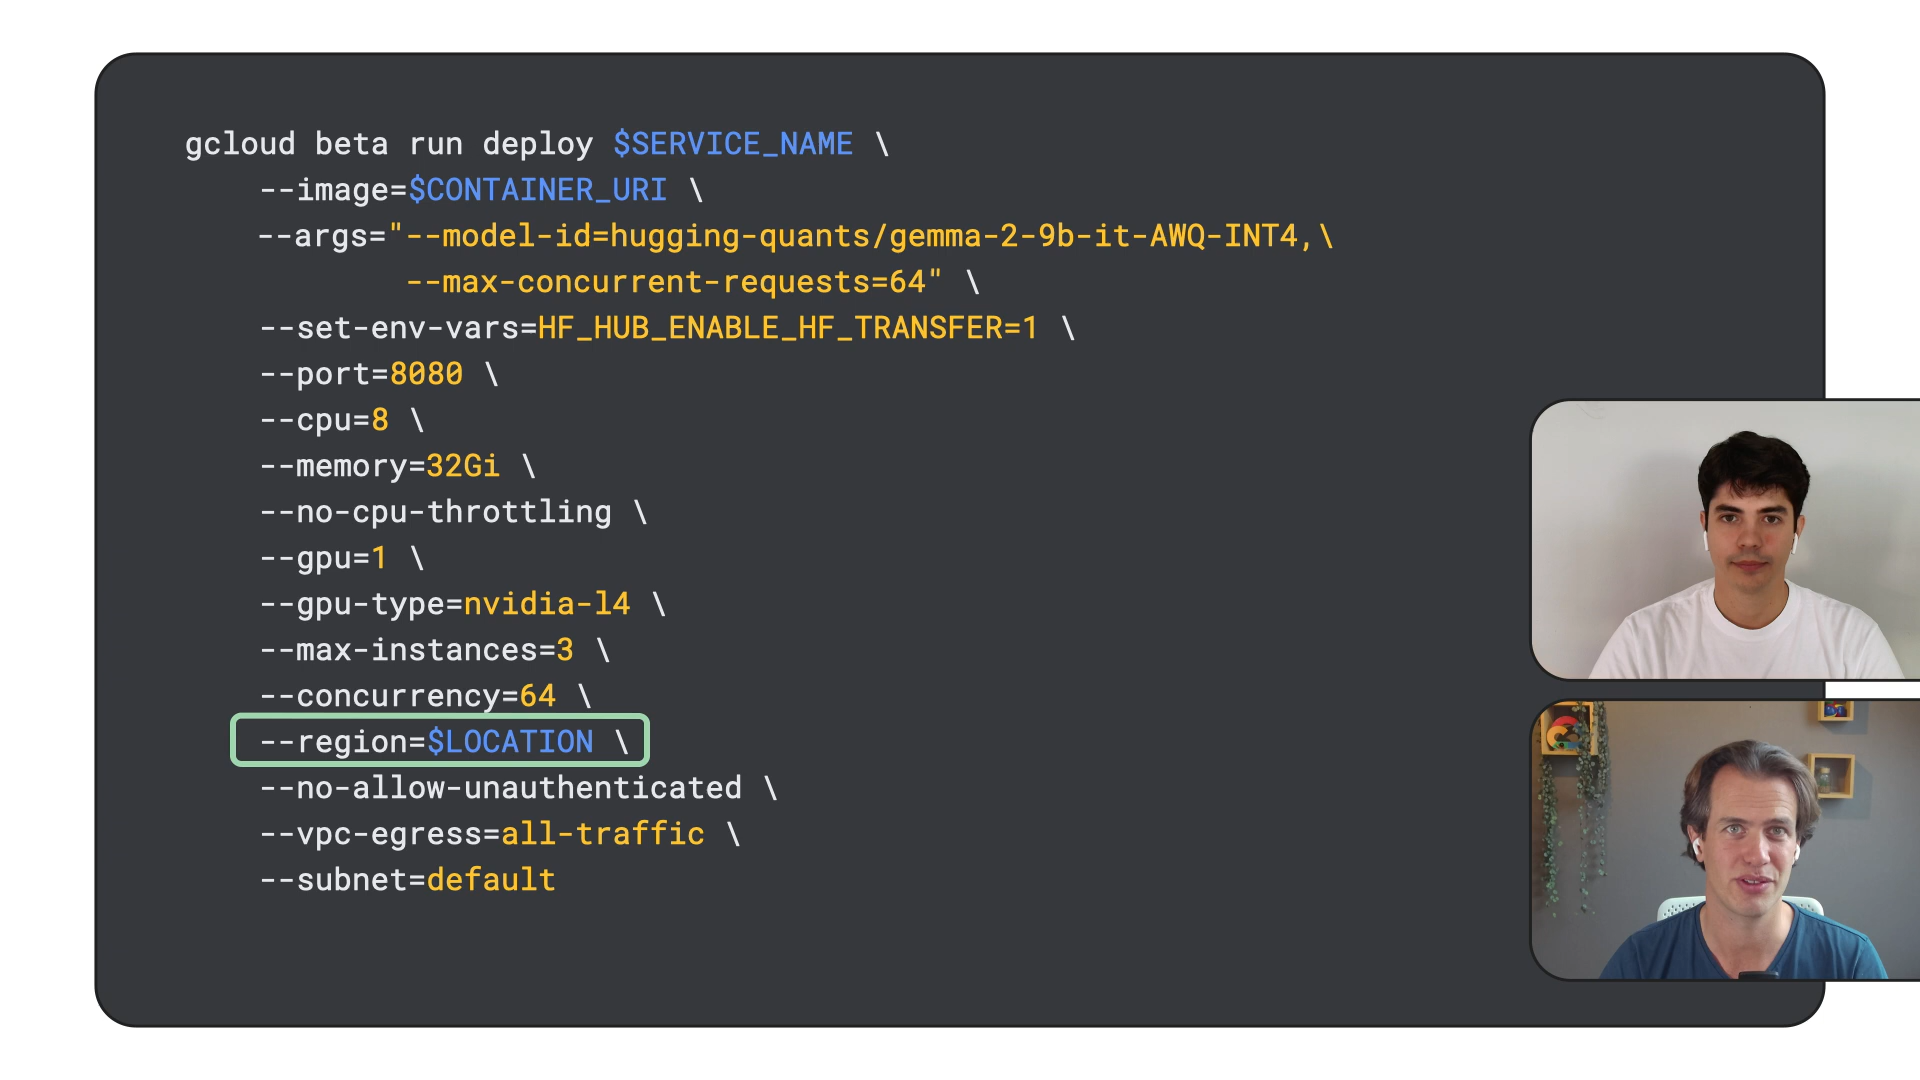 gcloud beta run deploy $SERVICE_NAME \
--image=$CONTAINER_URI \
--args="--model-id=hugging-quants/gemma-2-9b-it-AWQ-INT4,\
--max-concurrent-requests=64" \
--set-env-vars=HF_HUB_ENABLE_HF_TRANSFER=1 \
--port=8080 \
--cpu=8 \
--memory=32Gi \
--no-cpu-throttling \
--gpu=1 \
--gpu-type=nvidia-l4 \
--max-instances=3 \
--concurrency=64 \
--region=$LOCATION \
--no-allow-unauthenticated \
--vpc-egress=all-traffic \
--subnet=default